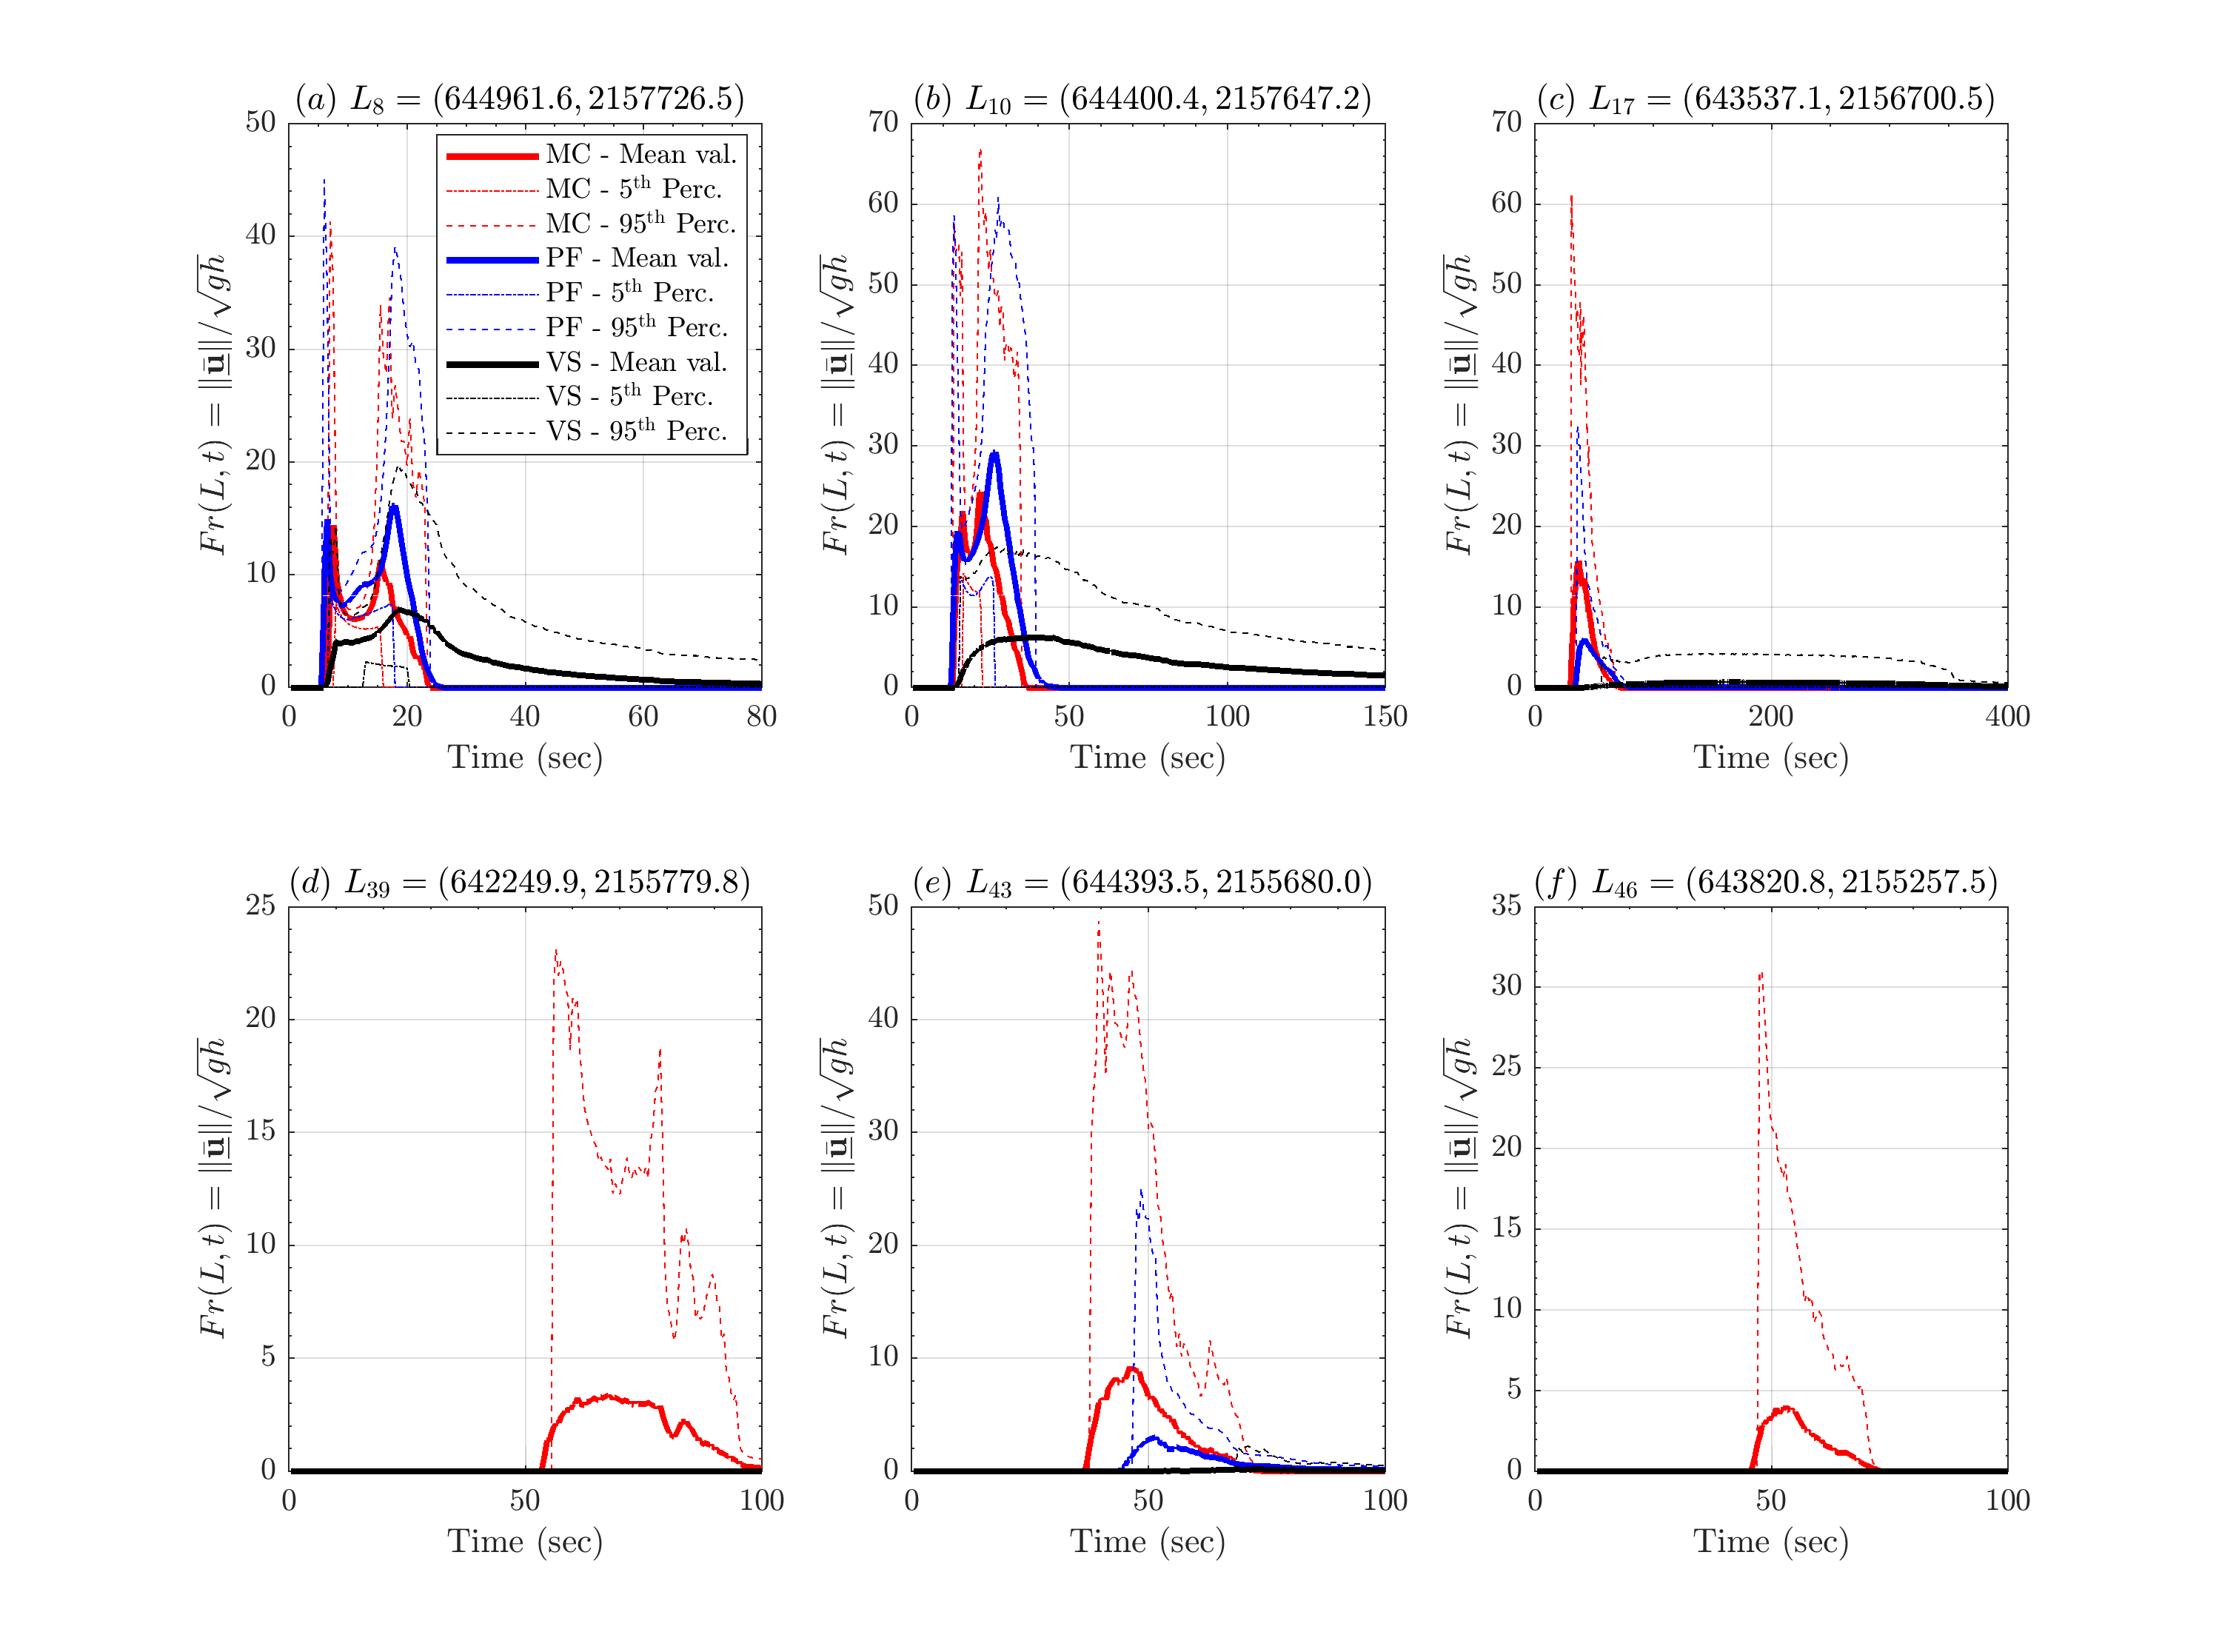 (a) L₈ = (644961.6, 2157726.5)
50
40
30
20
10
0
0 20 40 60 80
Time (sec)
Fr(L, t) = ||ū||/√gh
MC - Mean val.
MC - 5th Perc.
MC - 95th Perc.
PF - Mean val.
PF - 5th Perc.
PF - 95th Perc.
VS - Mean val.
VS - 5th Perc.
VS - 95th Perc.
(b) L₁₀ = (644400.4, 2157647.2)
70
60
50
40
30
20
10
0
0 50 100 150
Time (sec)
Fr(L, t) = ||ū||/√gh
(c) L₁₇ = (643537.1, 2156700.5)
70
60
50
40
30
20
10
0
0 200 400
Time (sec)
Fr(L, t) = ||ū||/√gh
(d) L₃₉ = (642249.9, 2155779.8)
25
20
15
10
5
0
0 50 100
Time (sec)
Fr(L, t) = ||ū||/√gh
(e) L₄₃ = (644393.5, 2155680.0)
50
40
30
20
10
0
0 50 100
Time (sec)
Fr(L, t) = ||ū||/√gh
(f) L₄₆ = (643820.8, 2155257.5)
35
30
25
20
15
10
5
0
0 50 100
Time (sec)
Fr(L, t) = ||ū||/√gh